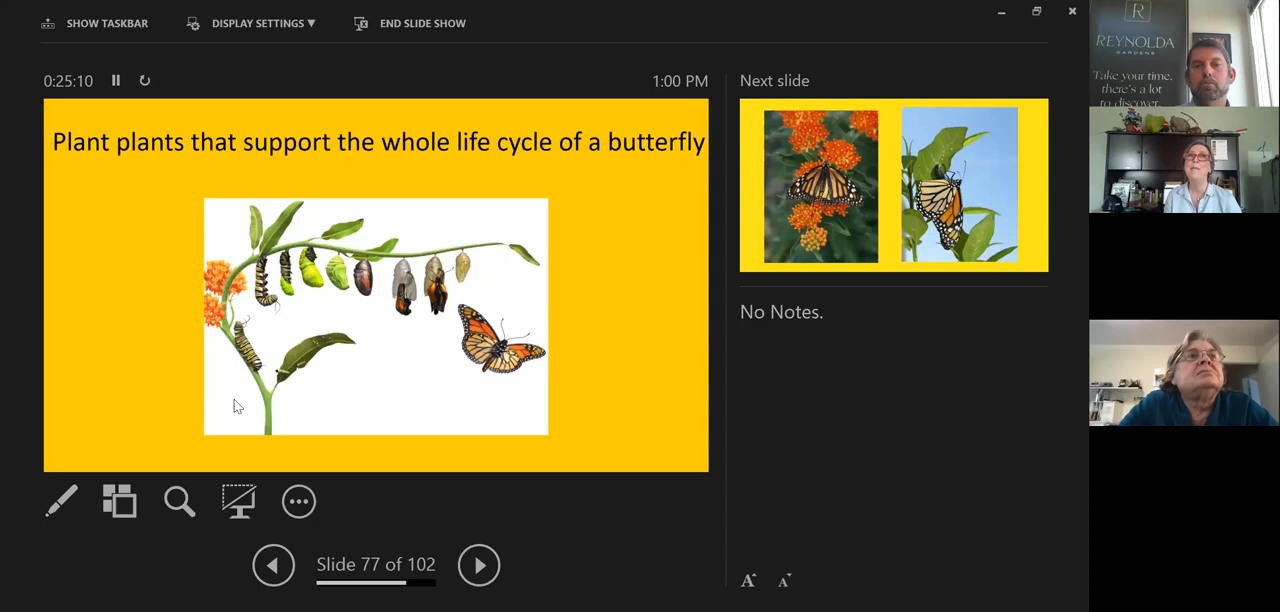 SHOW TASKBAR
DISPLAY SETTINGS ▼
END SLIDE SHOW
0:25:10
1:00 PM
Next slide
Plant plants that support the whole life cycle of a butterfly
No Notes.
Slide 77 of 102
A
A
R
REYNOLDA
GARDENS
Take your time,
there's a lot
to discover.